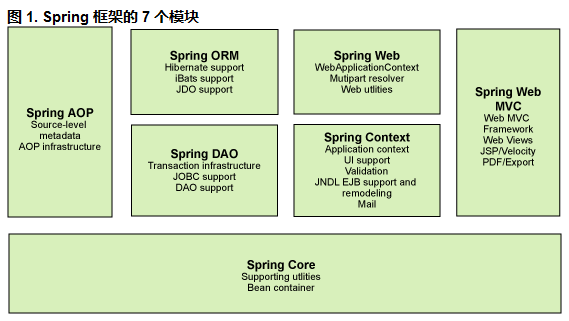 图 1. Spring 框架的 7 个模块
Spring AOP
Source-level
metadata
AOP infrastructure
Spring ORM
Hibernate support
iBats support
JDO support
Spring DAO
Transaction infrastructure
JOBC support
DAO support
Spring Web
WebApplicationContext
Mutipart resolver
Web utlities
Spring Context
Application context
UI support
Validation
JNDL EJB support and
remodeling
Mail
Spring Web
MVC
Web MVC
Framework
Web Views
JSP/Velocity
PDF/Export
Spring Core
Supporting utlities
Bean container